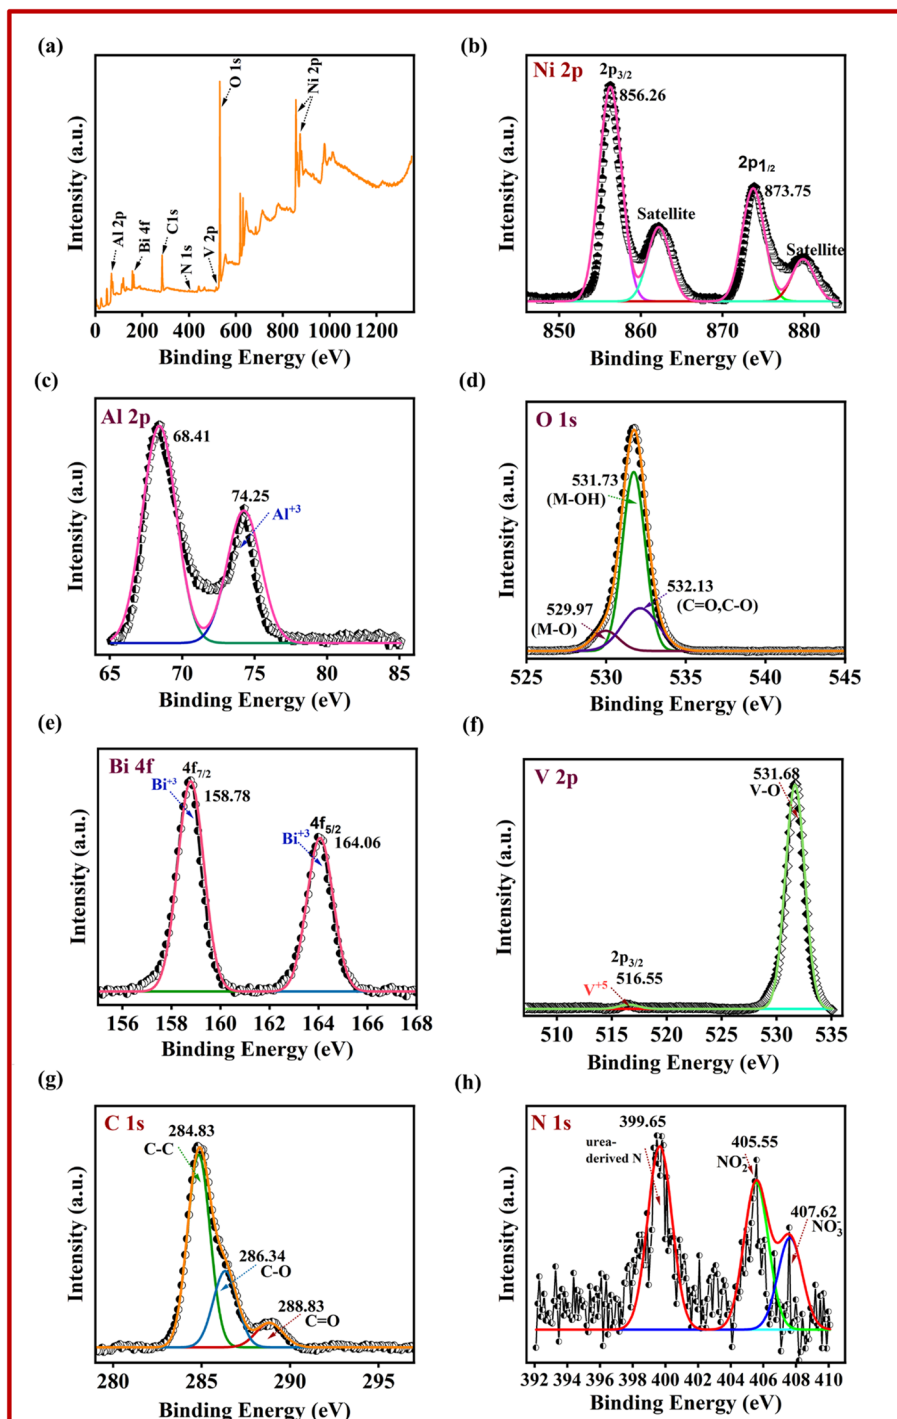 (a)
O 1s
Ni 2p
Al 2p
Bi 4f
C1s
N 1s
V 2p
Intensity (a.u.)
0 200 400 600 800 1000 1200
Binding Energy (eV)
(b)
Ni 2p
2p3/2
856.26
2p1/2
873.75
Satellite
Satellite
Intensity (a.u.)
850 860 870 880
Binding Energy (eV)
(c)
Al 2p
68.41
74.25
Al+3
Intensity (a.u)
65 70 75 80 85
Binding Energy (eV)
(d)
O 1s
531.73
(M-OH)
532.13
(C=O,C-O)
529.97
(M-O)
Intensity (a.u.)
525 530 535 540 545
Binding Energy (eV)
(e)
Bi 4f
4f7/2
Bi+3
158.78
4f5/2
Bi+3
164.06
Intensity (a.u.)
156 158 160 162 164 166 168
Binding Energy (eV)
(f)
V 2p
531.68
V-O
2p3/2
516.55
V+5
Intensity (a.u.)
510 515 520 525 530 535
Binding Energy (eV)
(g)
C 1s
284.83
C-C
286.34
C-O
288.83
C=O
Intensity (a.u.)
280 285 290 295
Binding Energy (eV)
(h)
N 1s
399.65
urea-
derived N
405.55
NO2-
407.62
NO3-
Intensity (a.u.)
392 394 396 398 400 402 404 406 408 410
Binding Energy (eV)